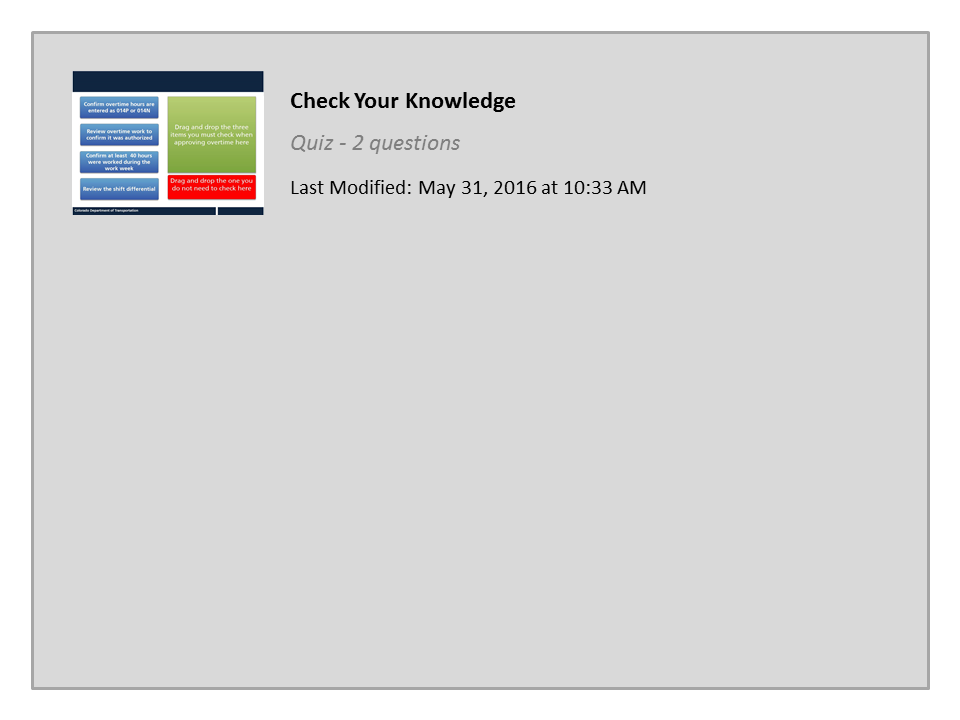 Confirm overtime hours are
entered as 014P or 014N
Review overtime work to
confirm it was authorized
Confirm at least 40 hours
were worked during the
work week
Review the shift differential
Drag and drop the three
items you must check when
approving overtime here
Drag and drop the one you
do not need to check here
Colorado Department of Transportation
Check Your Knowledge
Quiz - 2 questions
Last Modified: May 31, 2016 at 10:33 AM